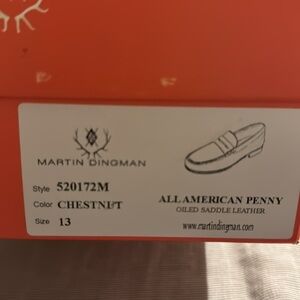 MARTIN DINGMAN
Style 520172M
Color CHESTNUT
Size 13
ALL AMERICAN PENNY
OILED SADDLE LEATHER
www.martindingman.com